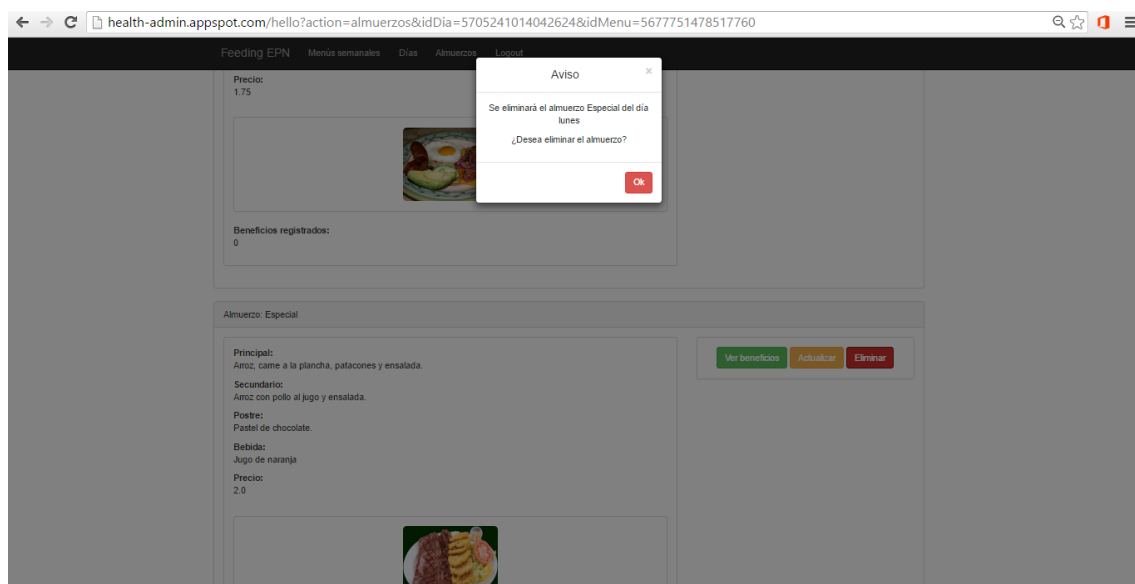 health-admin.appspot.com/hello?action=almuerzos&idDia=5705241014042624&idMenu=5677751478517760
Feeding EPN Menús semanales Días Almuerzos Logout
Aviso ×
Se eliminará el almuerzo Especial del día
lunes
¿Desea eliminar el almuerzo?
Ok
Precio:
1.75
Beneficios registrados:
0
Almuerzo: Especial
Principal:
Arroz, carne a la plancha, patacones y ensalada.
Ver beneficios Actualizar Eliminar
Secundario:
Arroz con pollo al jugo y ensalada.
Postre:
Pastel de chocolate.
Bebida:
Jugo de naranja
Precio:
2.0